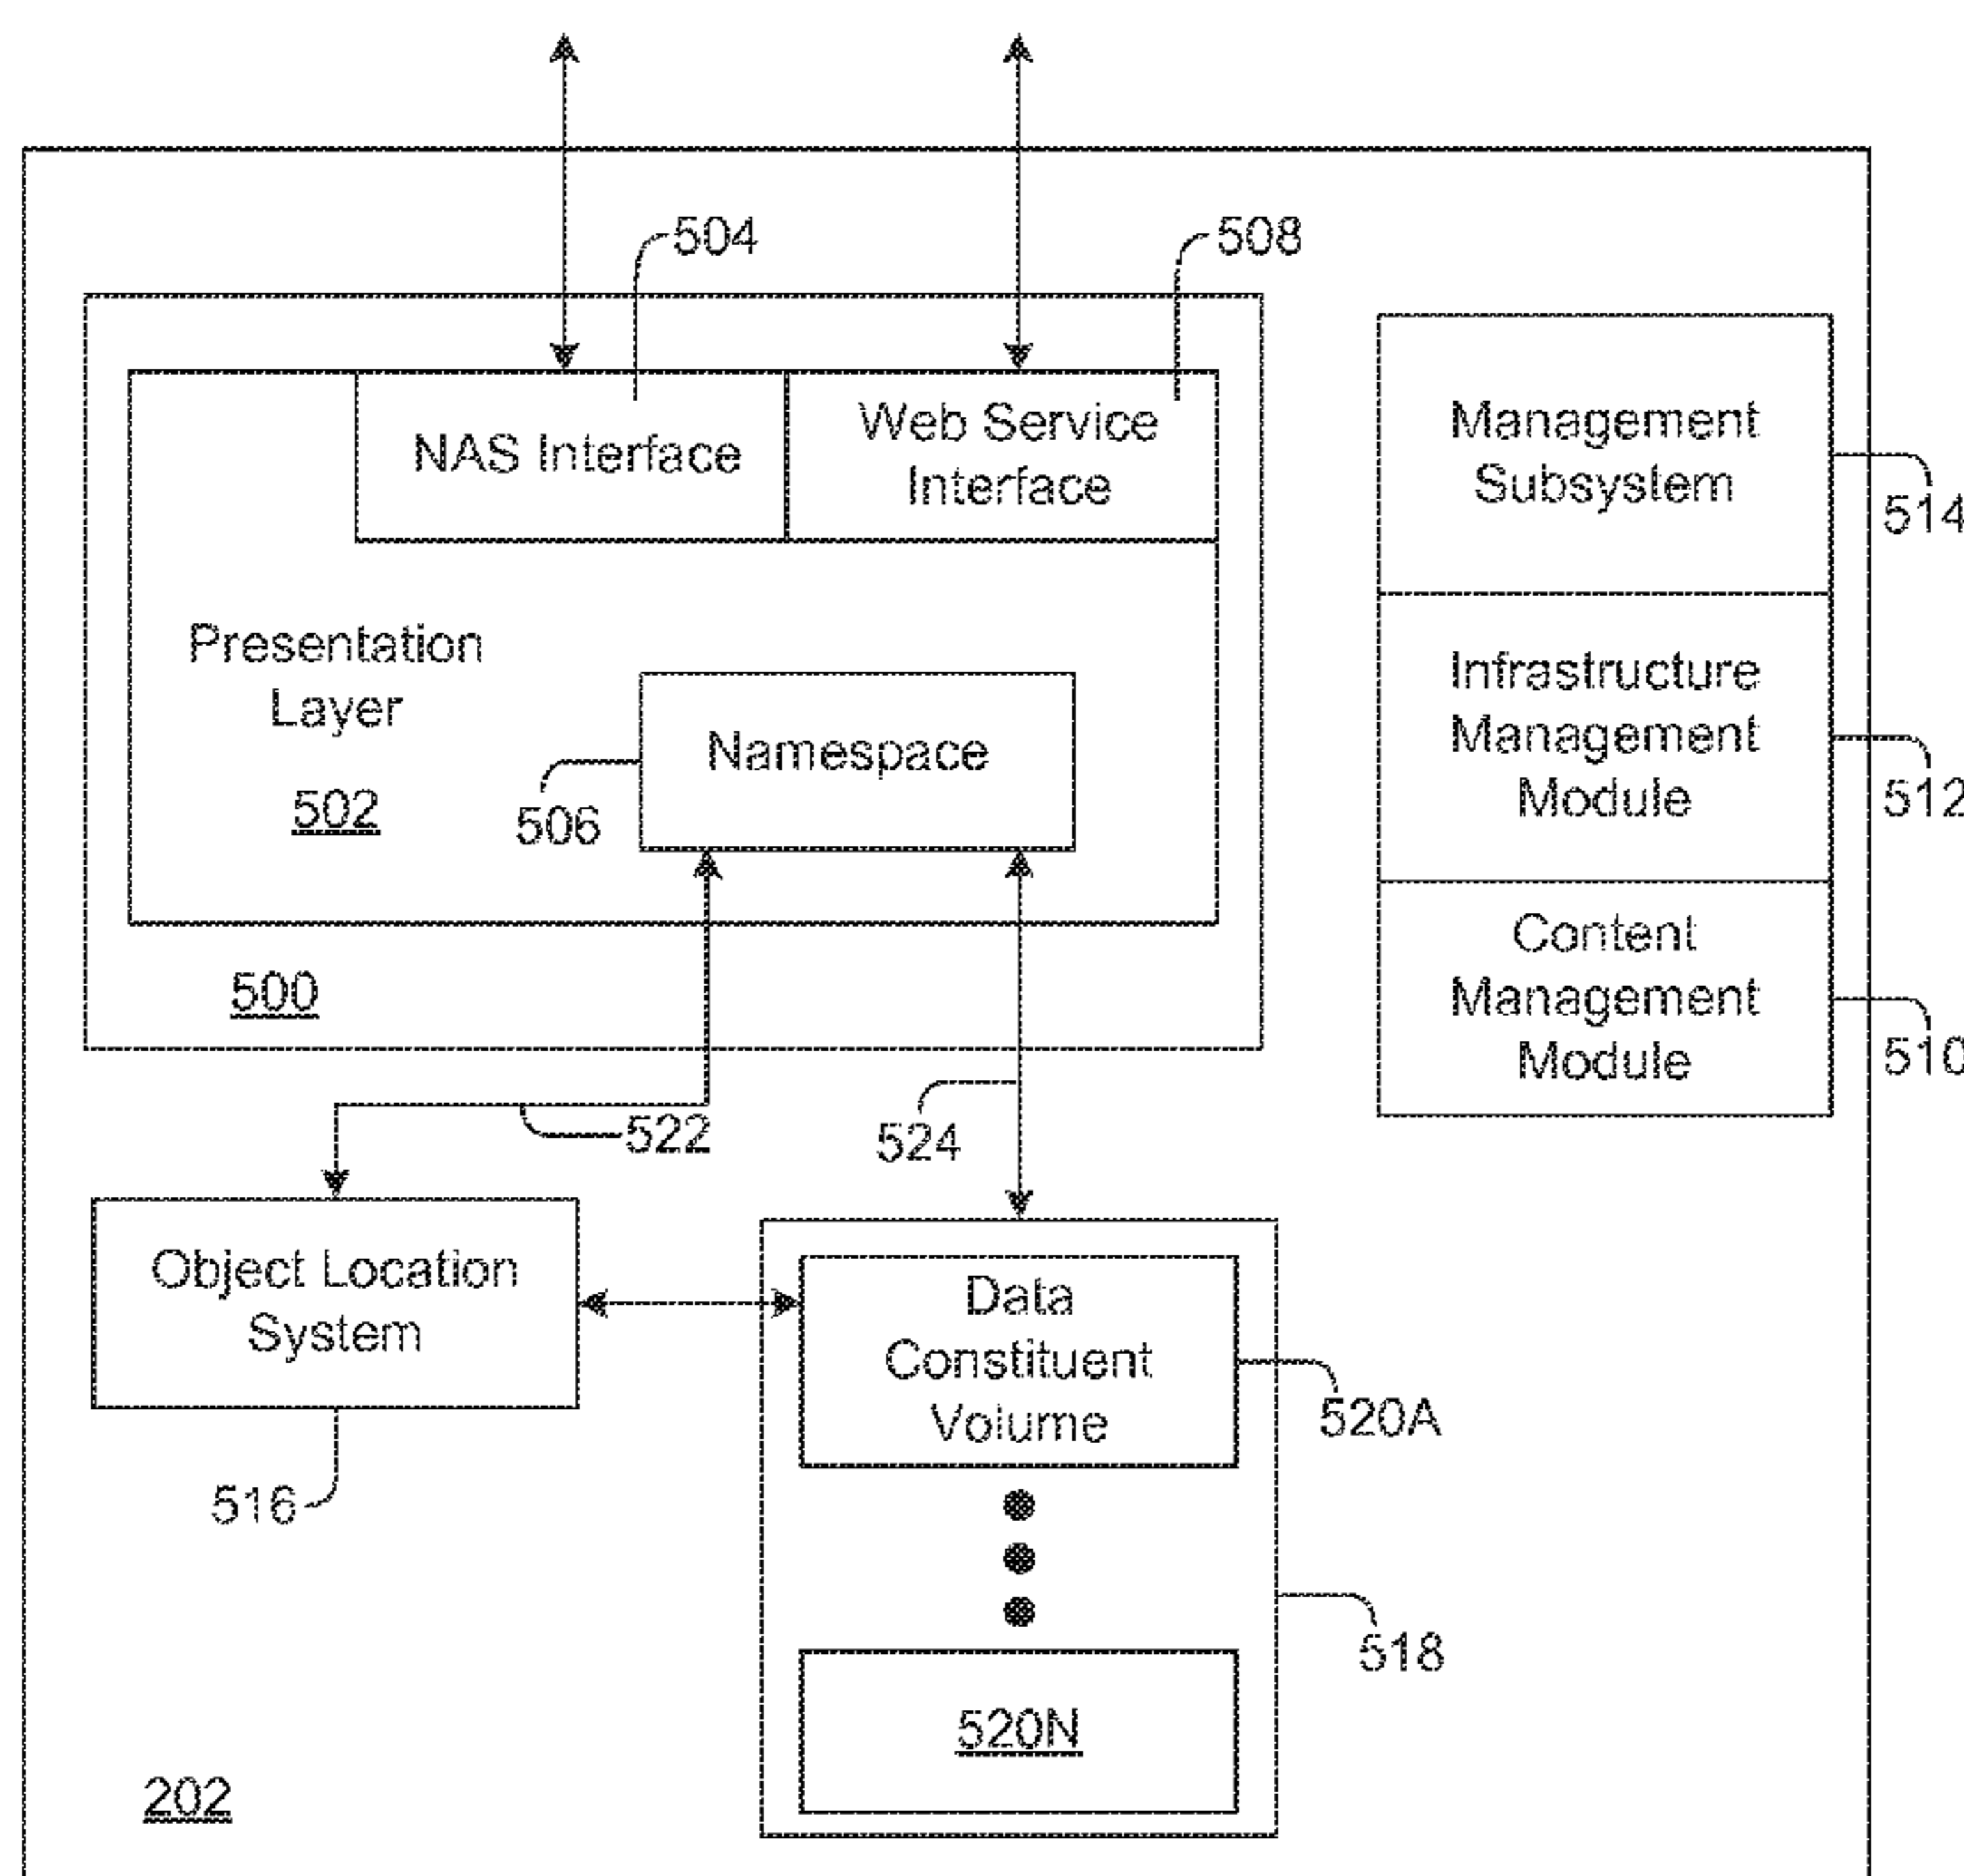 504
508
NAS Interface
Web Service
Interface
Management
Subsystem
514
Presentation
Layer
502
Namespace
506
Infrastructure
Management
Module
512
500
Content
Management
Module
510
522
524
Object Location
System
516
Data
Constituent
Volume
520A
518
520N
202